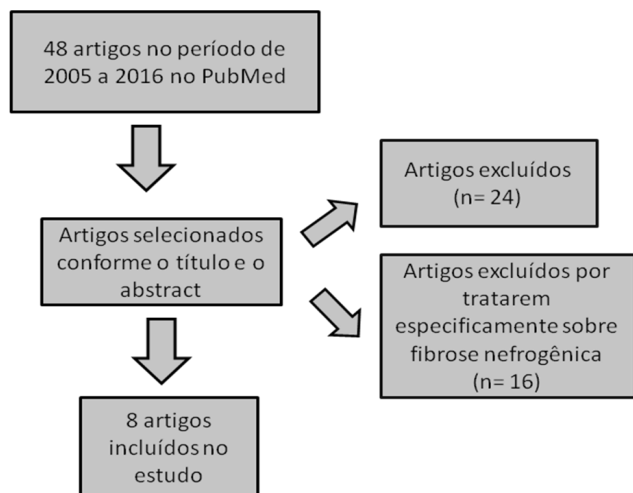 48 artigos no período de
2005 a 2016 no PubMed
Artigos excluídos
(n= 24)
Artigos selecionados
conforme o título e o
abstract
Artigos excluídos por
tratarem
especificamente sobre
fibrose nefrogênica
(n= 16)
8 artigos
incluídos no
estudo